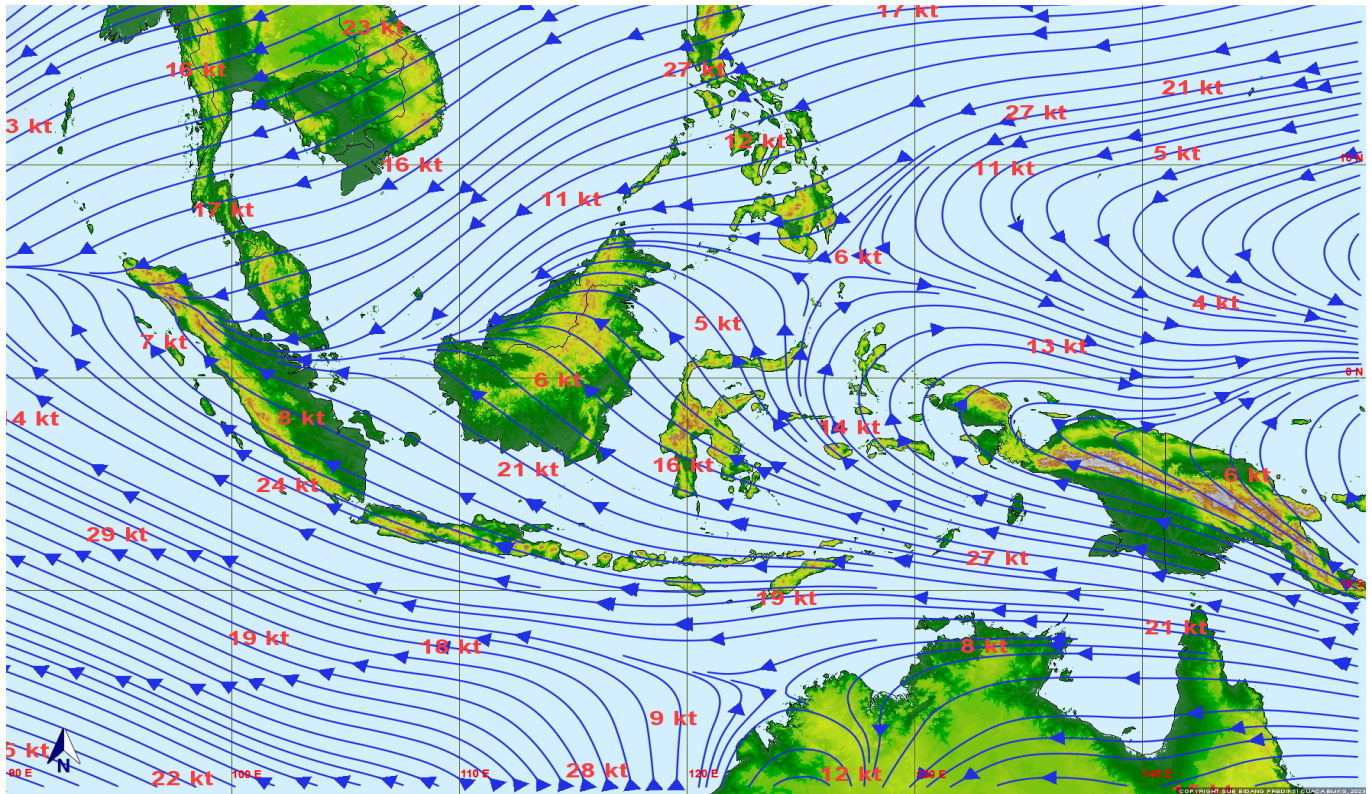 17 kt
23 kt
16 kt
27 kt
21 kt
27 kt
3 kt
12 kt
5 kt
10 N
16 kt
11 kt
11 kt
17 kt
6 kt
4 kt
5 kt
7 kt
13 kt
0 N
6 kt
8 kt
14 kt
14 kt
21 kt
16 kt
6 kt
24 kt
29 kt
27 kt
19 kt
21 kt
19 kt
18 kt
8 kt
9 kt
5 kt
N
90 E
22 kt
100 E
110 E
28 kt
120 E
12 kt
140 E